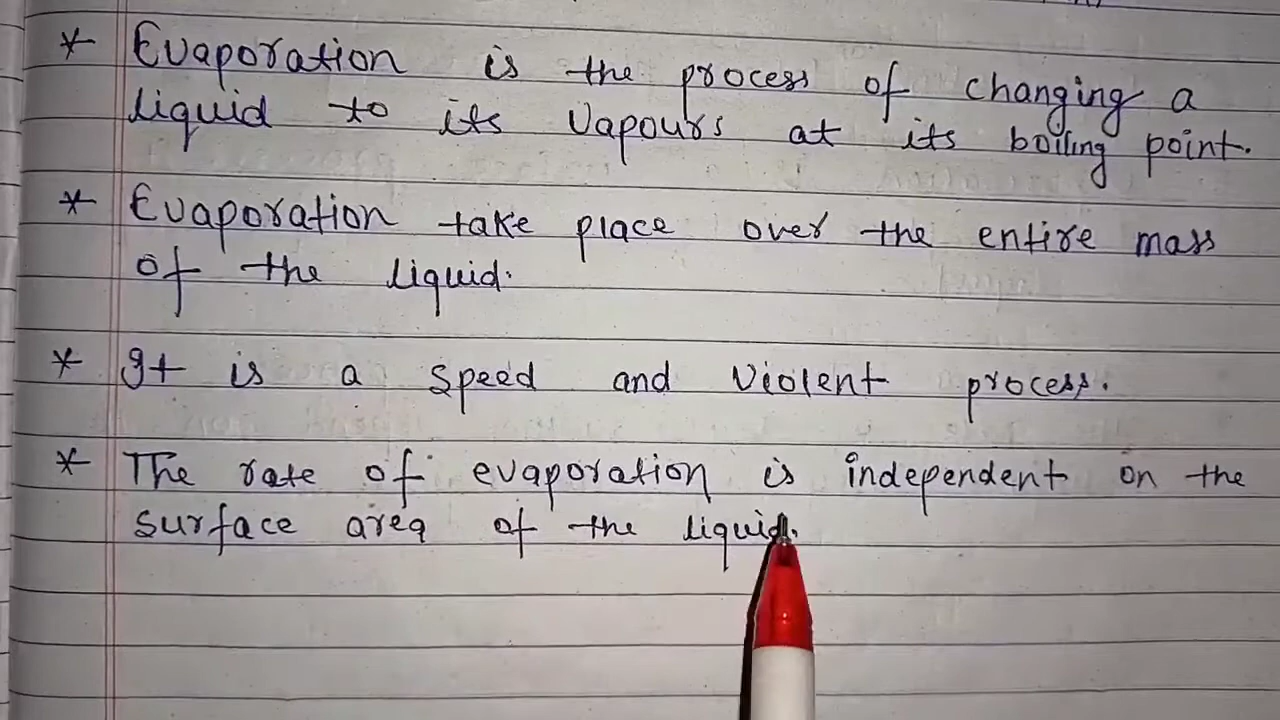 * Evaporation is the process of changing a
liquid to its vapours at its boiling point.
* Evaporation take place over the entire mass
of the liquid.
* It is a speed and violent process.
* The rate of evaporation is independent on the
surface area of the liquid.